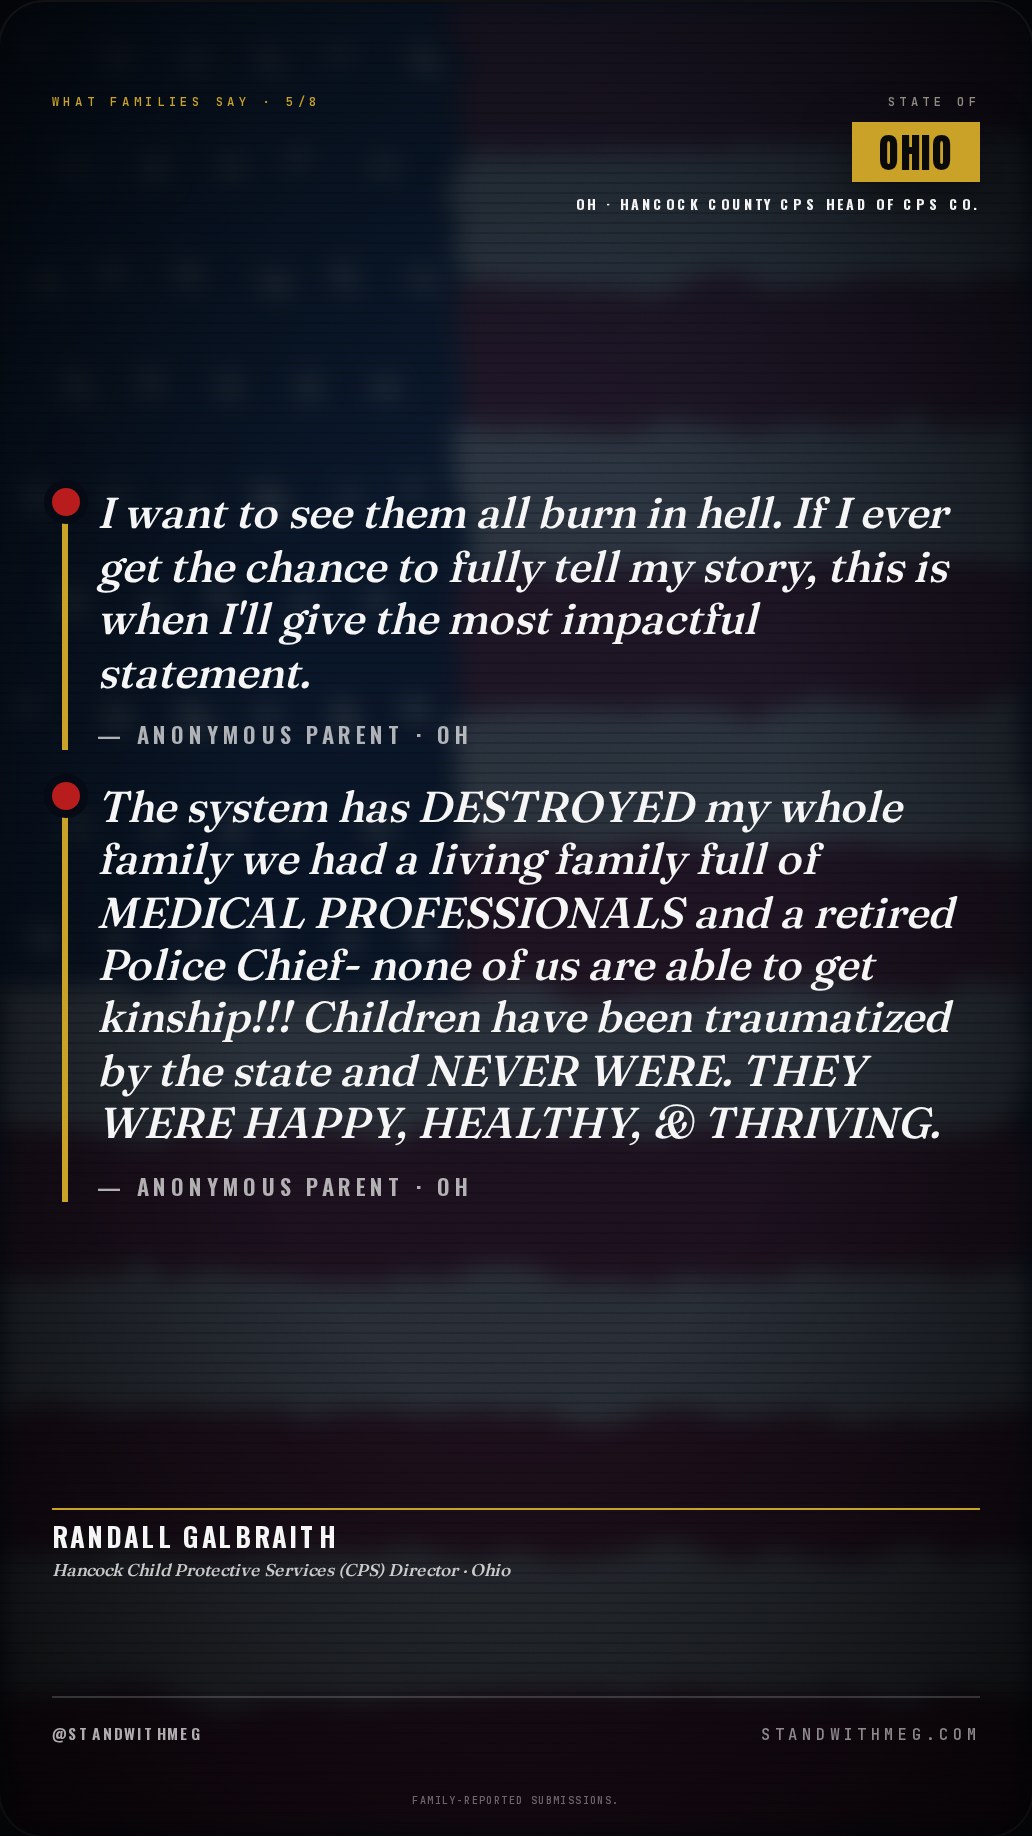 WHAT FAMILIES SAY · 5/8
STATE OF
OHIO
OH · HANCOCK COUNTY CPS HEAD OF CPS CO.
I want to see them all burn in hell. If I ever
get the chance to fully tell my story, this is
when I'll give the most impactful
statement.
— ANONYMOUS PARENT · OH
The system has DESTROYED my whole
family we had a living family full of
MEDICAL PROFESSIONALS and a retired
Police Chief- none of us are able to get
kinship!!! Children have been traumatized
by the state and NEVER WERE. THEY
WERE HAPPY, HEALTHY, & THRIVING.
— ANONYMOUS PARENT · OH
RANDALL GALBRAITH
Hancock Child Protective Services (CPS) Director · Ohio
@STANDWITHMEG
STANDWITHMEG.COM
FAMILY-REPORTED SUBMISSIONS.